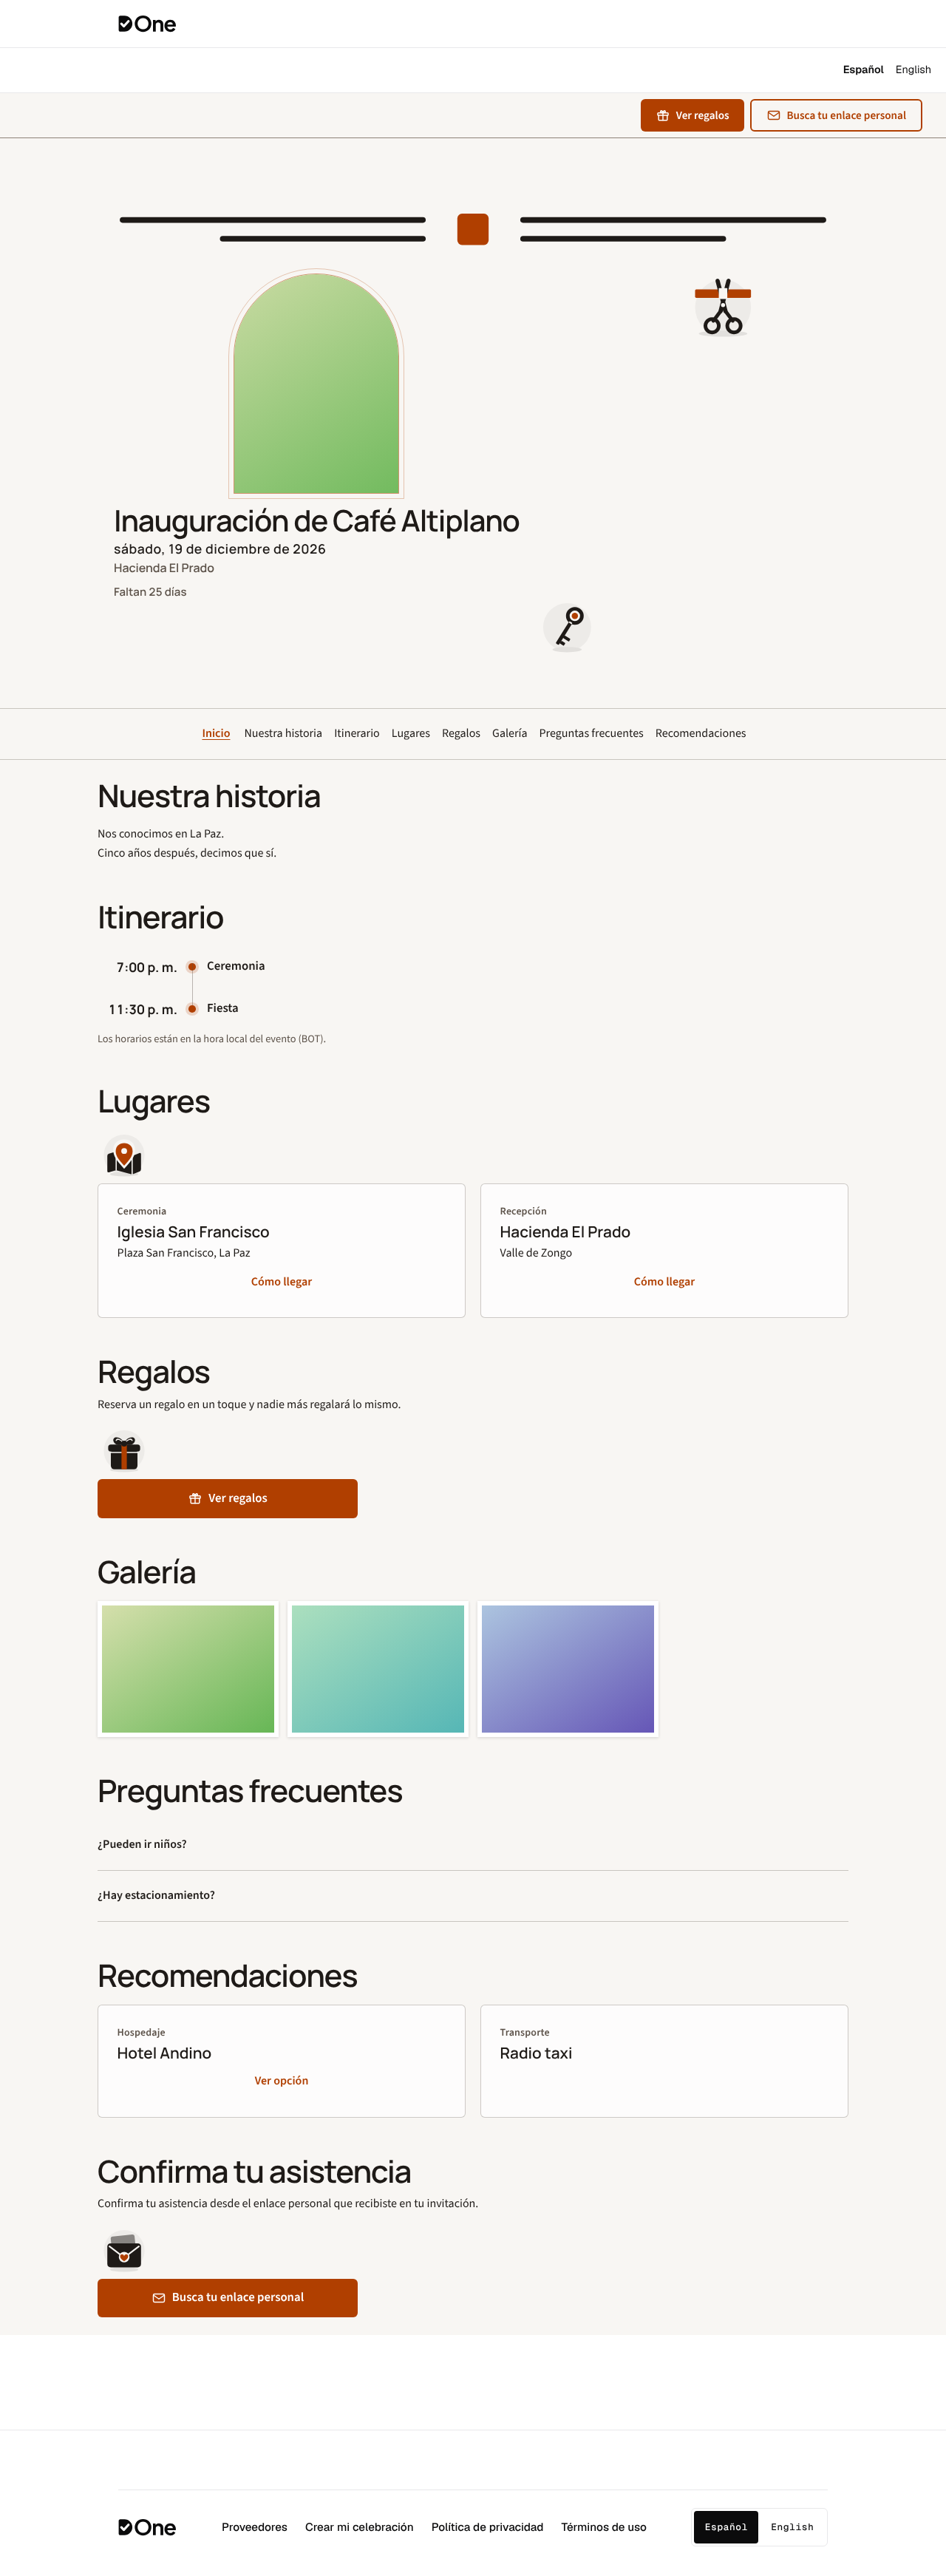 DOne
Español English
Ver regalos Busca tu enlace personal
Inauguración de Café Altiplano
sábado, 19 de diciembre de 2026
Hacienda El Prado
Faltan 25 días
Inicio Nuestra historia Itinerario Lugares Regalos Galería Preguntas frecuentes Recomendaciones
Nuestra historia
Nos conocimos en La Paz.
Cinco años después, decimos que sí.
Itinerario
7:00 p. m. Ceremonia
11:30 p. m. Fiesta
Los horarios están en la hora local del evento (BOT).
Lugares
Ceremonia
Iglesia San Francisco
Plaza San Francisco, La Paz
Cómo llegar
Recepción
Hacienda El Prado
Valle de Zongo
Cómo llegar
Regalos
Reserva un regalo en un toque y nadie más regalará lo mismo.
Ver regalos
Galería
Preguntas frecuentes
¿Pueden ir niños?
¿Hay estacionamiento?
Recomendaciones
Hospedaje
Hotel Andino
Ver opción
Transporte
Radio taxi
Confirma tu asistencia
Confirma tu asistencia desde el enlace personal que recibiste en tu invitación.
Busca tu enlace personal
DOne Proveedores Crear mi celebración Política de privacidad Términos de uso Español English